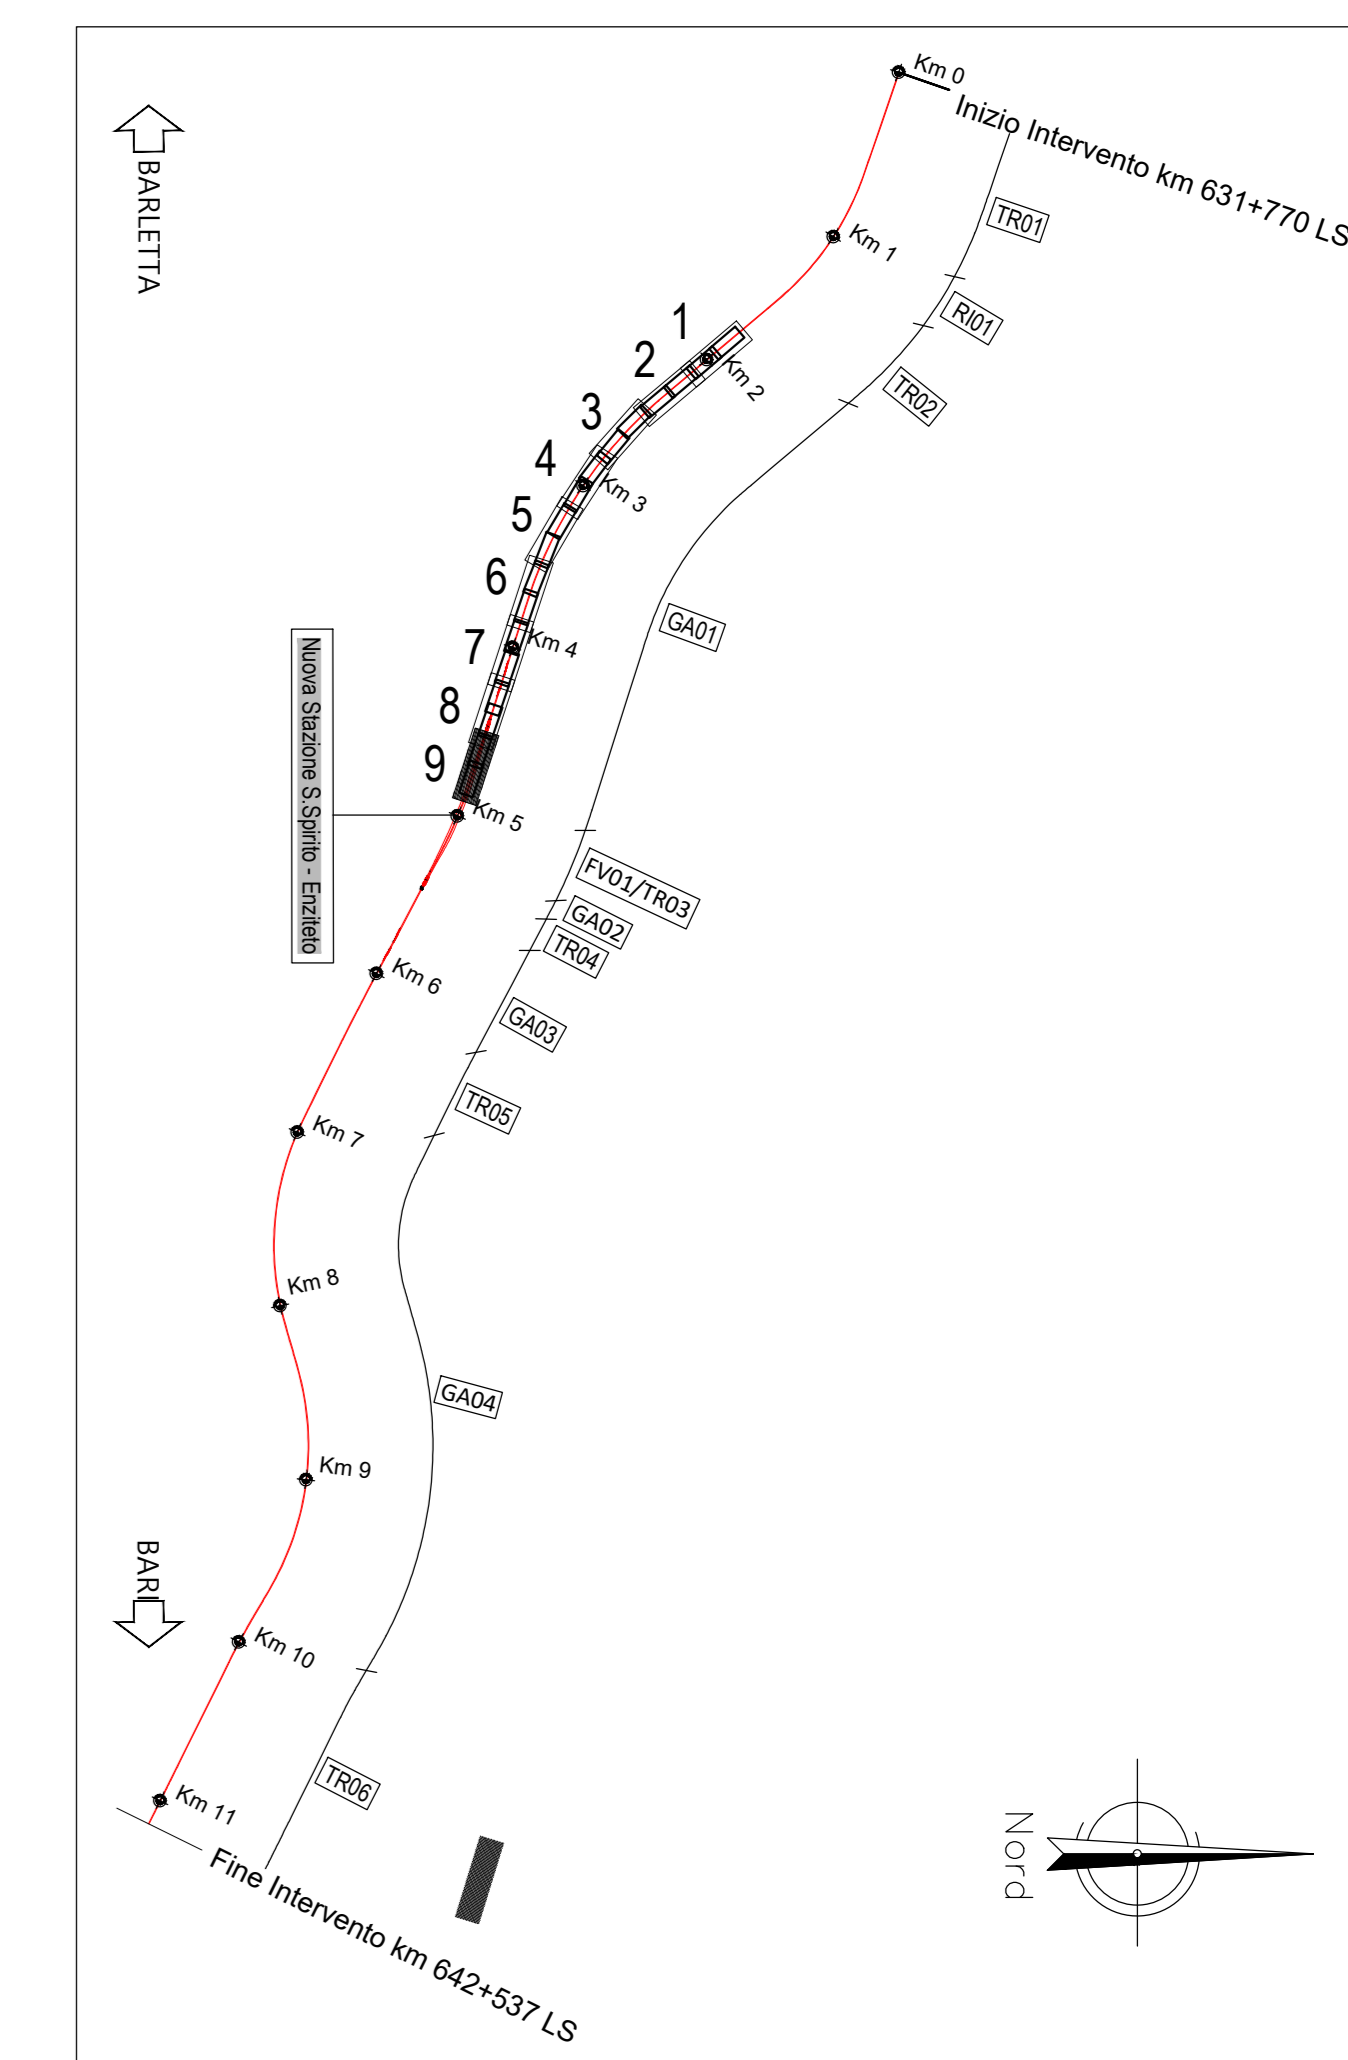 Km 0
Inizio Intervento km 631+770 LS
BARLETTA
TR01
Km 1
RI01
1
Km 2
2
TR02
3
4
Km 3
5
6
GA01
7
Km 4
8
9
Nuova Stazione S.Spirito - Enziteto
Km 5
FV01/TR03
GA02
TR04
Km 6
GA03
TR05
Km 7
Km 8
GA04
Km 9
BARI
Km 10
TR06
Km 11
Fine Intervento km 642+537 LS
Nord